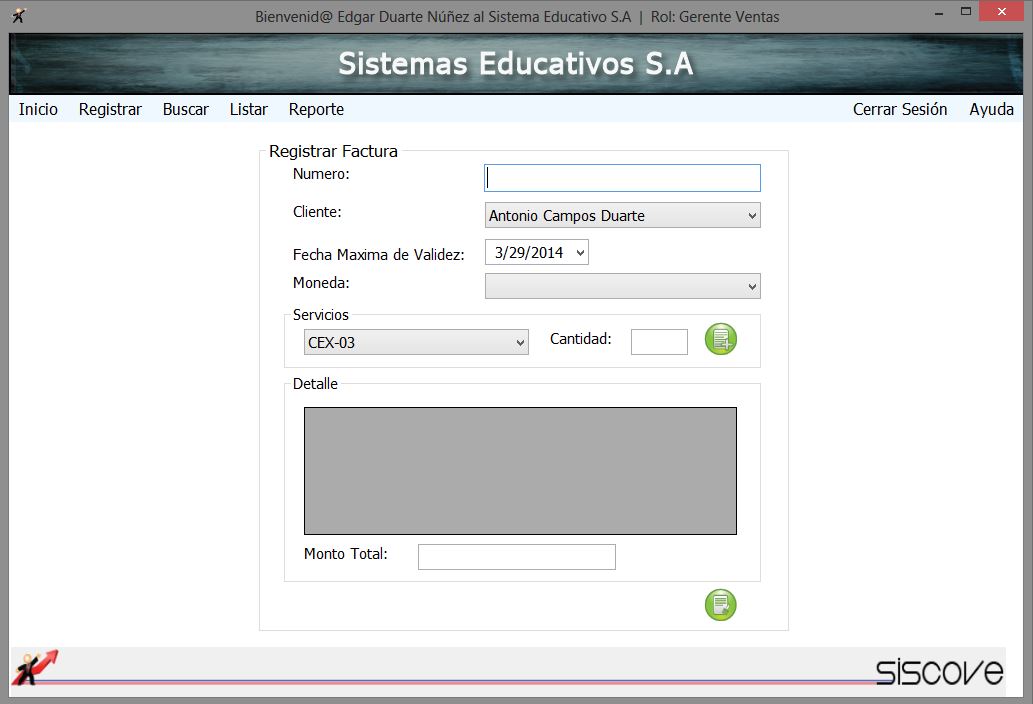 Bienvenid@ Edgar Duarte Núñez al Sistema Educativo S.A | Rol: Gerente Ventas
Sistemas Educativos S.A
Inicio Registrar Buscar Listar Reporte Cerrar Sesión Ayuda
Registrar Factura
Numero:
Cliente: Antonio Campos Duarte
Fecha Maxima de Validez: 3/29/2014
Moneda:
Servicios
CEX-03 Cantidad:
Detalle
Monto Total:
siscove